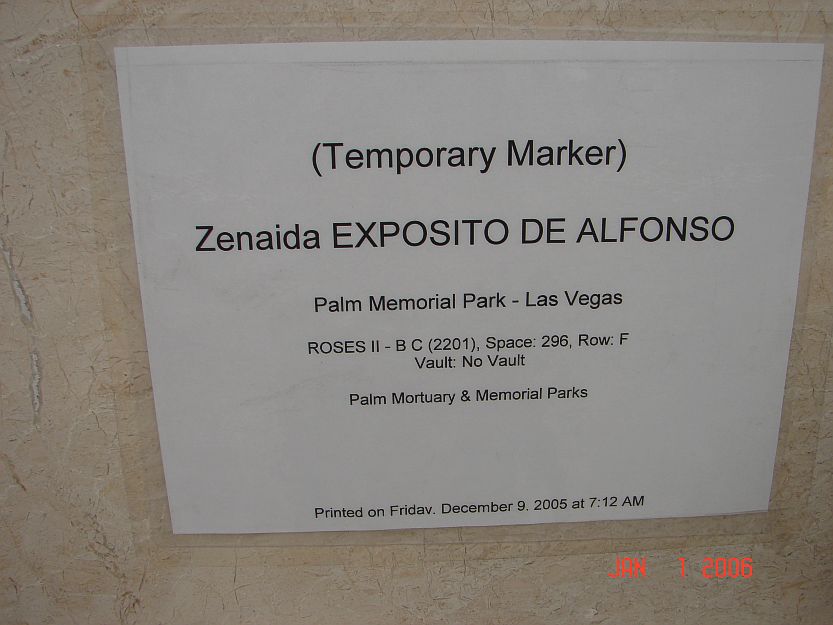 (Temporary Marker)
Zenaida EXPOSITO DE ALFONSO
Palm Memorial Park - Las Vegas
ROSES II - B C (2201), Space: 296, Row: F
Vault: No Vault
Palm Mortuary & Memorial Parks
Printed on Friday, December 9, 2005 at 7:12 AM
JAN 1 2006